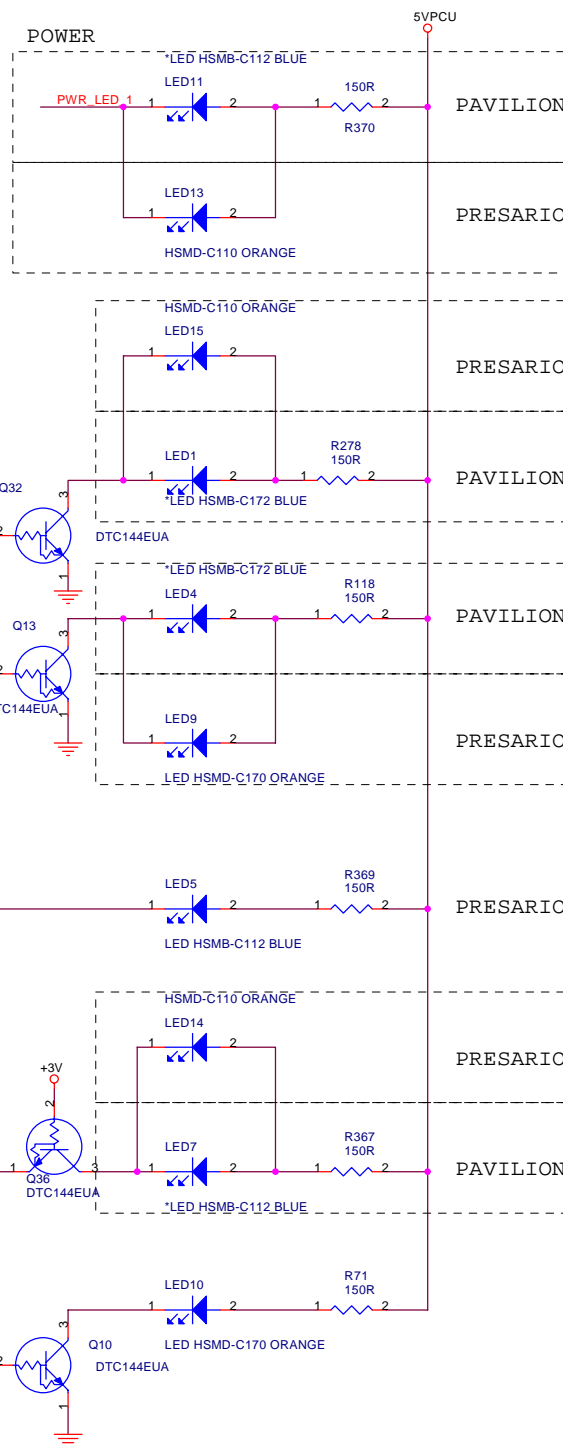 5VPCU
POWER
*LED HSMB-C112 BLUE
LED11
150R
PWR_LED_1
1 2 1 2
R370
PAVILION
LED13
1 2
PRESARIO
HSMD-C110 ORANGE
HSMD-C110 ORANGE
LED15
1 2
PRESARIO
LED1
R278
150R
1 2 1 2
PAVILION
*LED HSMB-C172 BLUE
Q32
3
2
DTC144EUA
1
*LED HSMB-C172 BLUE
LED4
R118
150R
1 2 1 2
PAVILION
Q13
3
2
TC144EUA
1
LED9
1 2
PRESARIO
LED HSMD-C170 ORANGE
LED5
R369
150R
1 2 1 2
PRESARIO
LED HSMB-C112 BLUE
HSMD-C110 ORANGE
LED14
1 2
PRESARIO
+3V
2
LED7
R367
150R
1 3 1 2 1 2
PAVILION
Q36
DTC144EUA
*LED HSMB-C112 BLUE
LED10
R71
150R
1 2 1 2
LED HSMD-C170 ORANGE
3
Q10
2
DTC144EUA
1